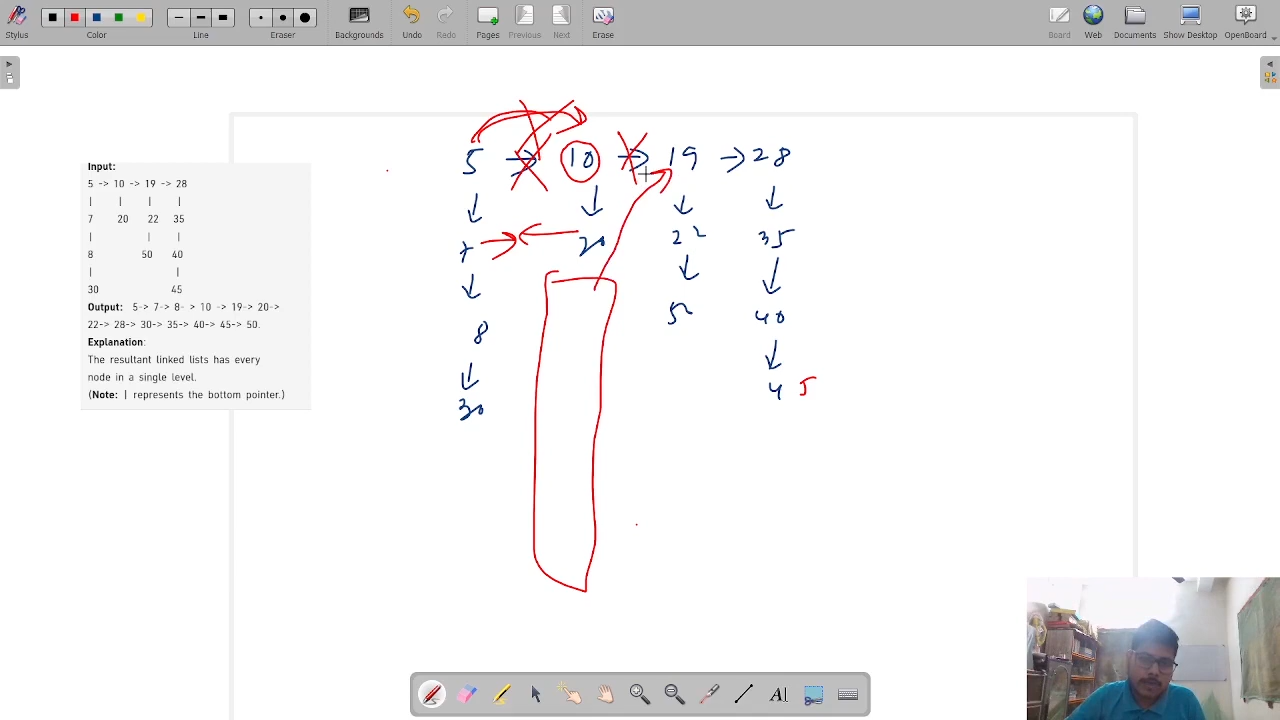 Stylus
Color
Line
Eraser
Backgrounds
Undo
Redo
Pages
Previous
Next
Erase
Board
Web
Documents
Show Desktop
OpenBoard
Input:
5 -> 10 -> 19 -> 28
| | | |
7 20 22 35
| | |
8 50 40
| |
30 45
Output: 5-> 7-> 8- > 10 -> 19-> 20->
22-> 28-> 30-> 35-> 40-> 45-> 50.
Explanation:
The resultant linked lists has every
node in a single level.
(Note: | represents the bottom pointer.)
5 → 10 → 19 → 28
↓ ↓ ↓ ↓
7 → ← 20 22 35
↓ ↓ ↓
8 50 40
↓ ↓
30 45
AI